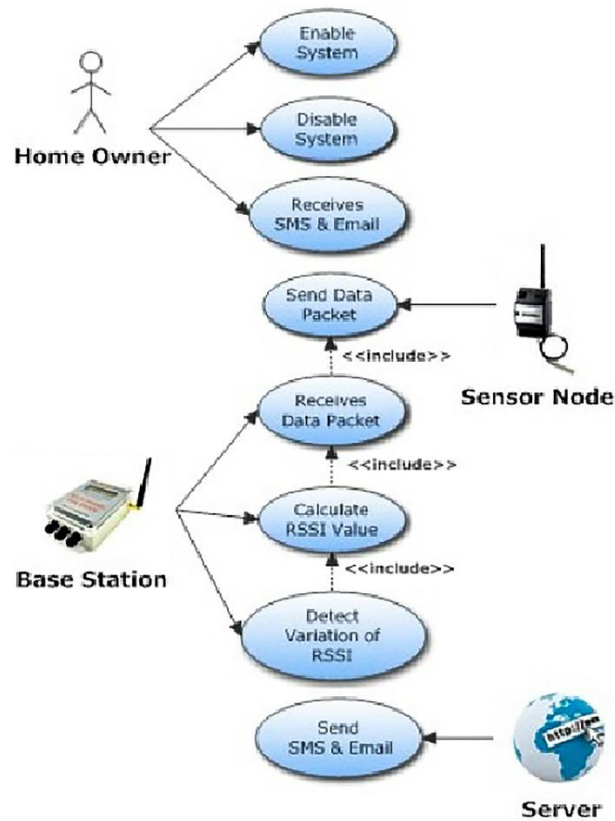 Enable
System
Home Owner
Disable
System
Receives
SMS & Email
Send Data
Packet
<<include>>
Sensor Node
Receives
Data Packet
<<include>>
Calculate
RSSI Value
Base Station
<<include>>
Detect
Variation of
RSSI
Send
SMS & Email
Server